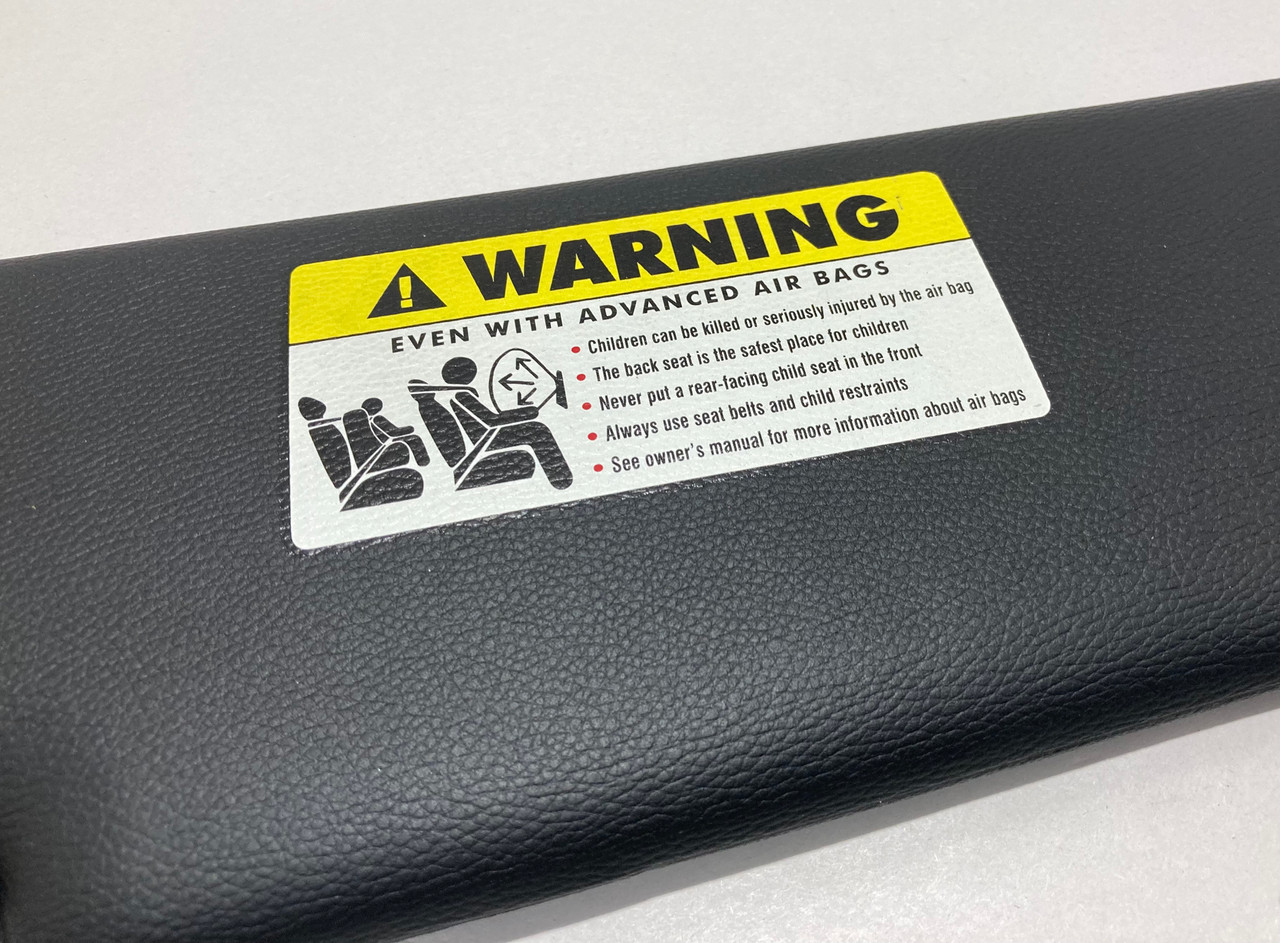 WARNING
EVEN WITH ADVANCED AIR BAGS
• Children can be killed or seriously injured by the air bag
• The back seat is the safest place for children
• Never put a rear-facing child seat in the front
• Always use seat belts and child restraints
• See owner's manual for more information about air bags